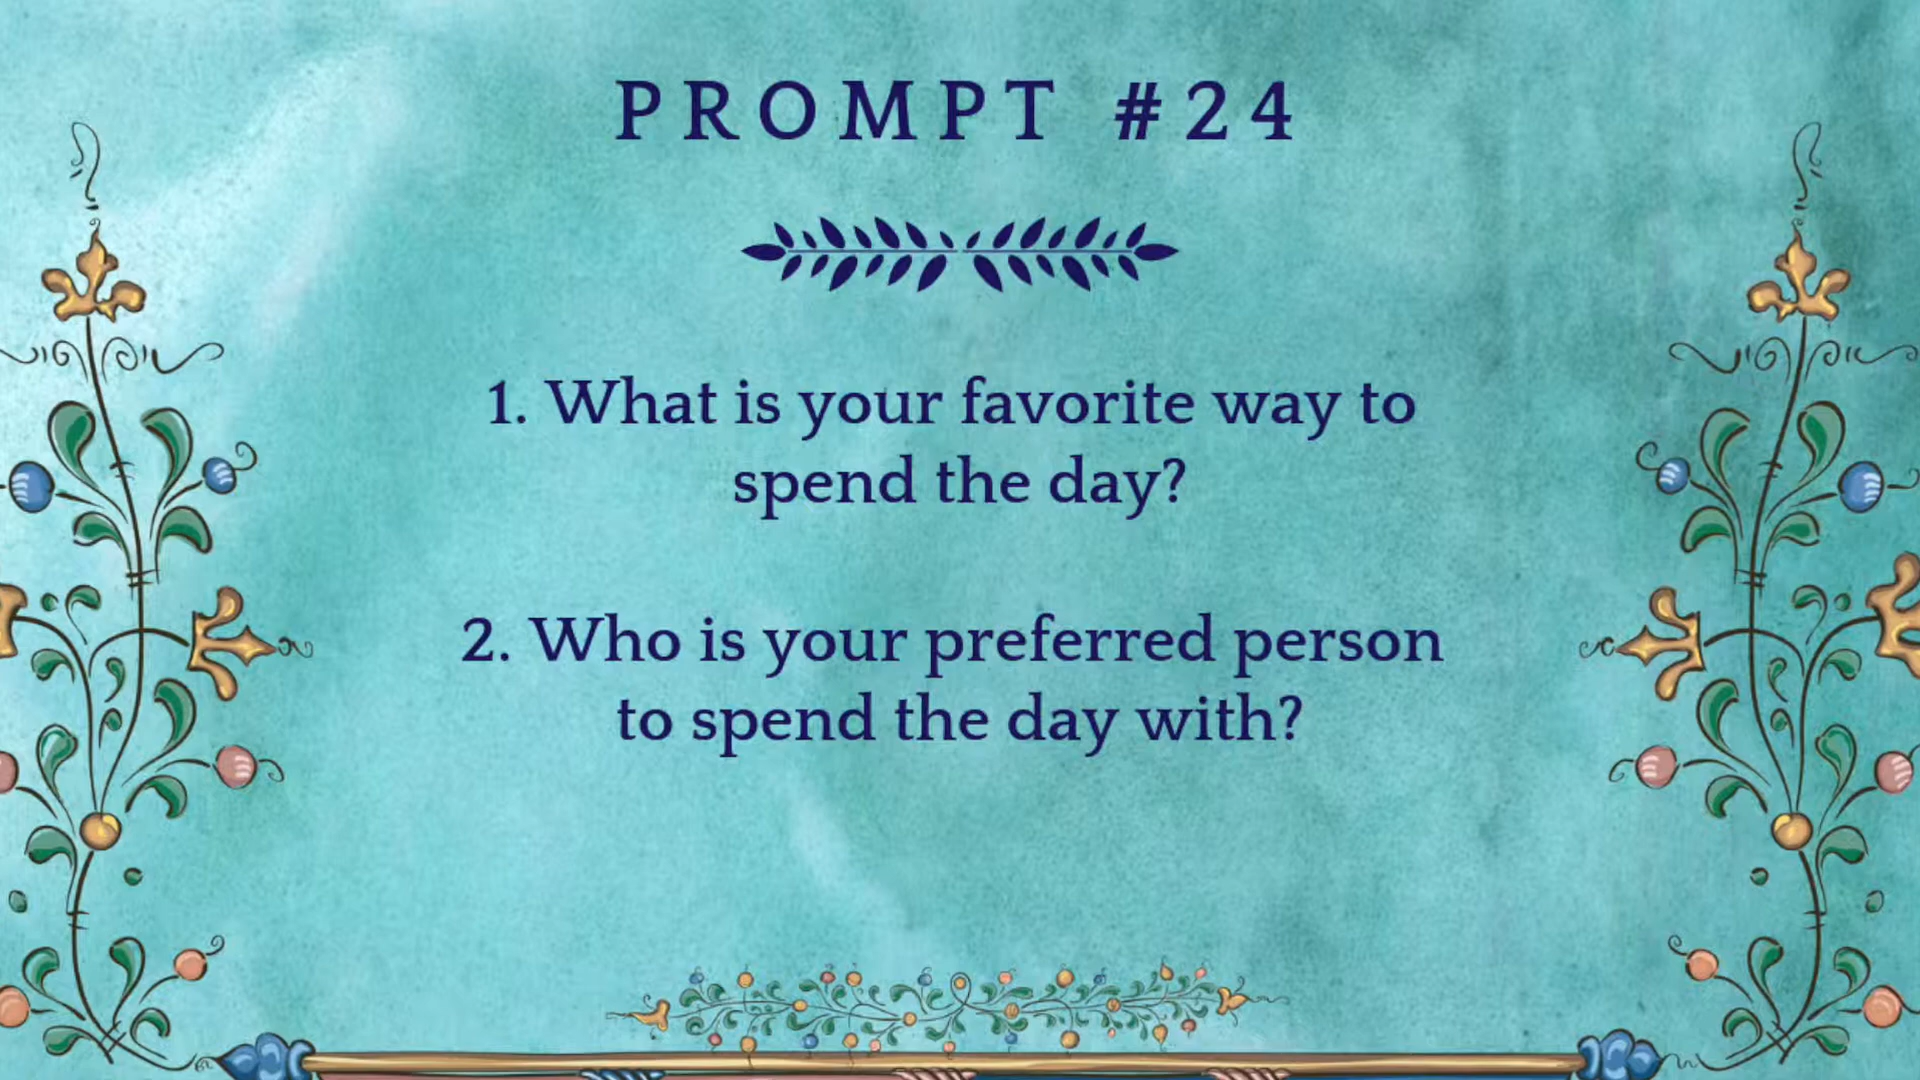 PROMPT #24
1. What is your favorite way to
spend the day?
2. Who is your preferred person
to spend the day with?